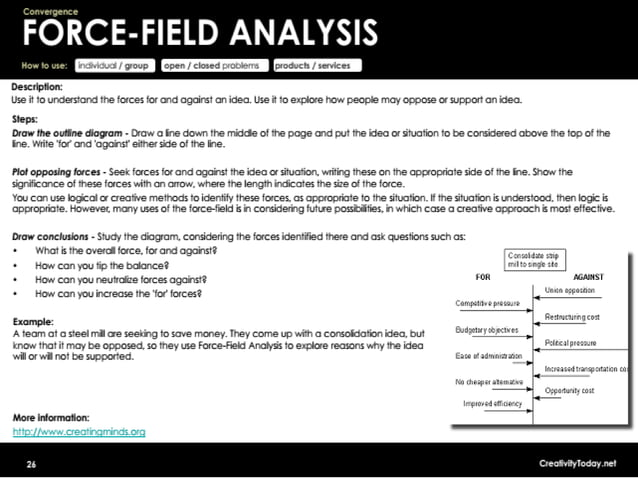 Convergence
FORCE-FIELD ANALYSIS
How to use: individual / group open / closed problems products / services
Description:
Use it to understand the forces for and against an idea. Use it to explore how people may oppose or support an idea.
Steps:
Draw the outline diagram - Draw a line down the middle of the page and put the idea or situation to be considered above the top of the
line. Write 'for' and 'against' either side of the line.
Plot opposing forces - Seek forces for and against the idea or situation, writing these on the appropriate side of the line. Show the
significance of these forces with an arrow, where the length indicates the size of the force.
You can use logical or creative methods to identify these forces, as appropriate to the situation. If the situation is understood, then logic is
appropriate. However, many uses of the force-field is in considering future possibilities, in which case a creative approach is most effective.
Draw conclusions - Study the diagram, considering the forces identified there and ask questions such as:
• What is the overall force, for and against?
• How can you tip the balance?
• How can you neutralize forces against?
• How can you increase the 'for' forces?
Example:
A team at a steel mill are seeking to save money. They come up with a consolidation idea, but
know that it may be opposed, so they use Force-Field Analysis to explore reasons why the idea
will or will not be supported.
More information:
http://www.creatingminds.org
Consolidate strip
mill to single site
FOR AGAINST
Union opposition
Competitive pressure
Restructuring cost
Budgetary objectives
Political pressure
Ease of administration
Increased transportation co
No cheaper alternative
Opportunity cost
Improved efficiency
26
CreativityToday.net